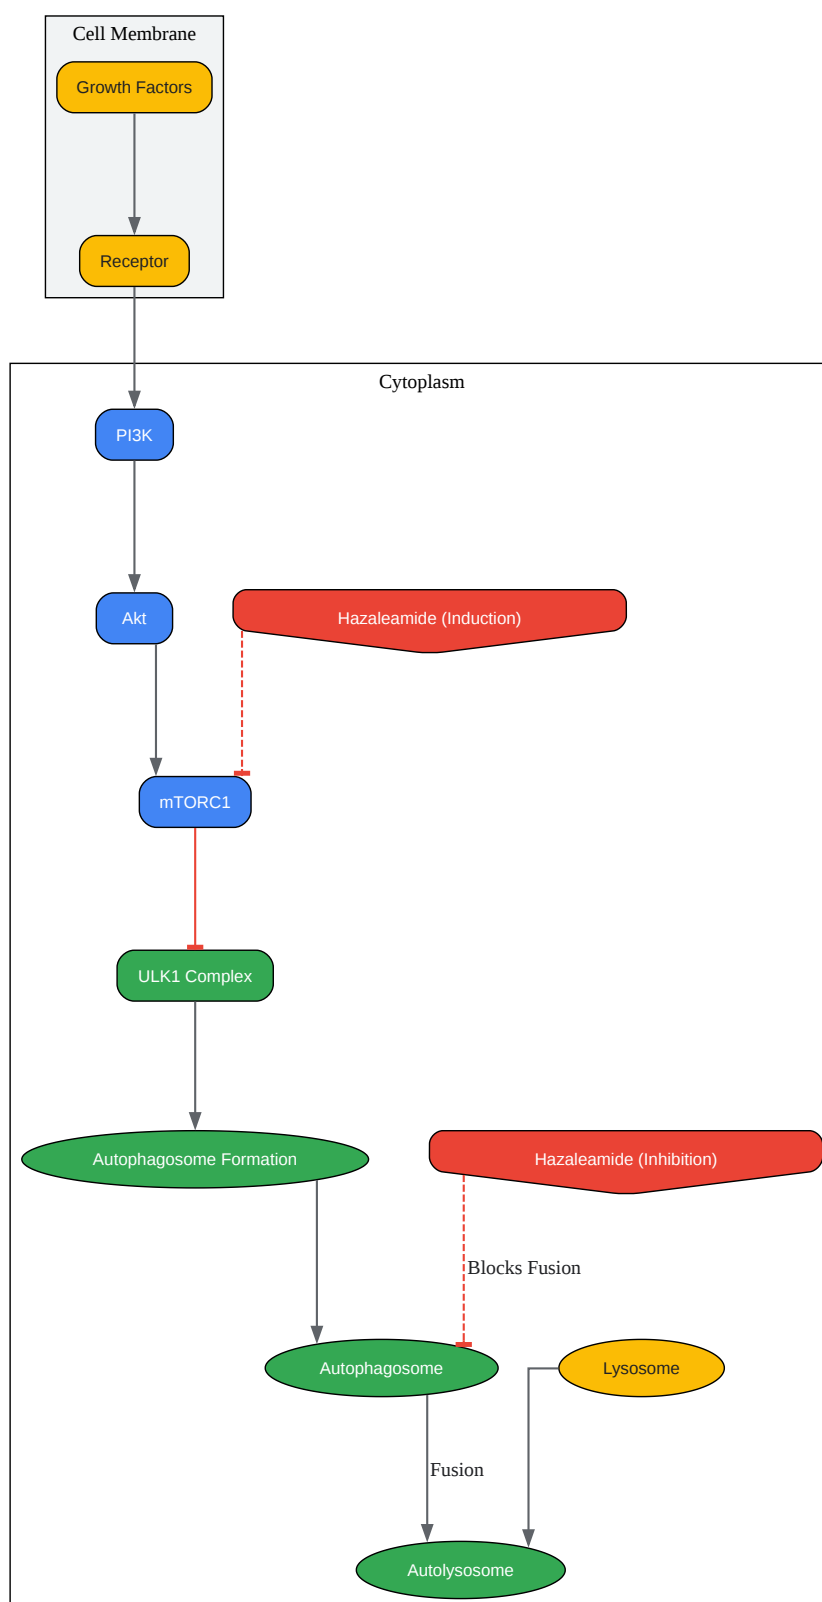 Cell Membrane
Growth Factors
Receptor
Cytoplasm
PI3K
Akt
Hazaleamide (Induction)
mTORC1
ULK1 Complex
Autophagosome Formation
Hazaleamide (Inhibition)
Blocks Fusion
Autophagosome
Lysosome
Fusion
Autolysosome